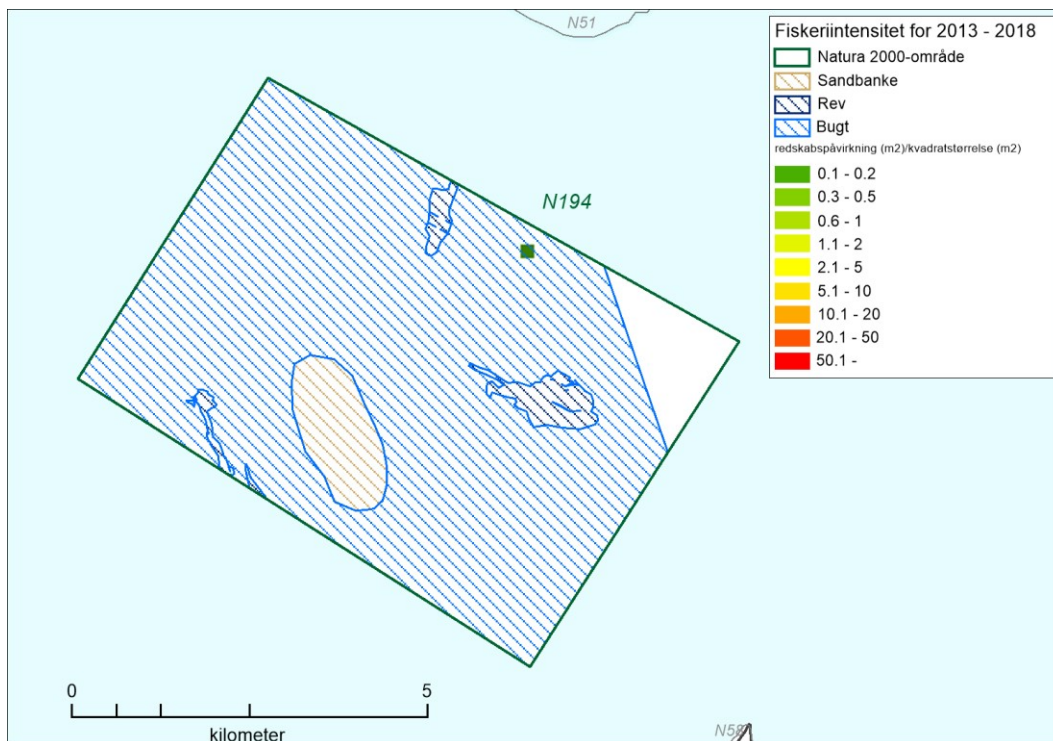 N51
Fiskeriintensitet for 2013 - 2018
Natura 2000-område
Sandbanke
Rev
Bugt
redskabspåvirkning (m2)/kvadratstørrelse (m2)
0.1 - 0.2
0.3 - 0.5
0.6 - 1
1.1 - 2
2.1 - 5
5.1 - 10
10.1 - 20
20.1 - 50
50.1 -
N194
0 5
kilometer
N58